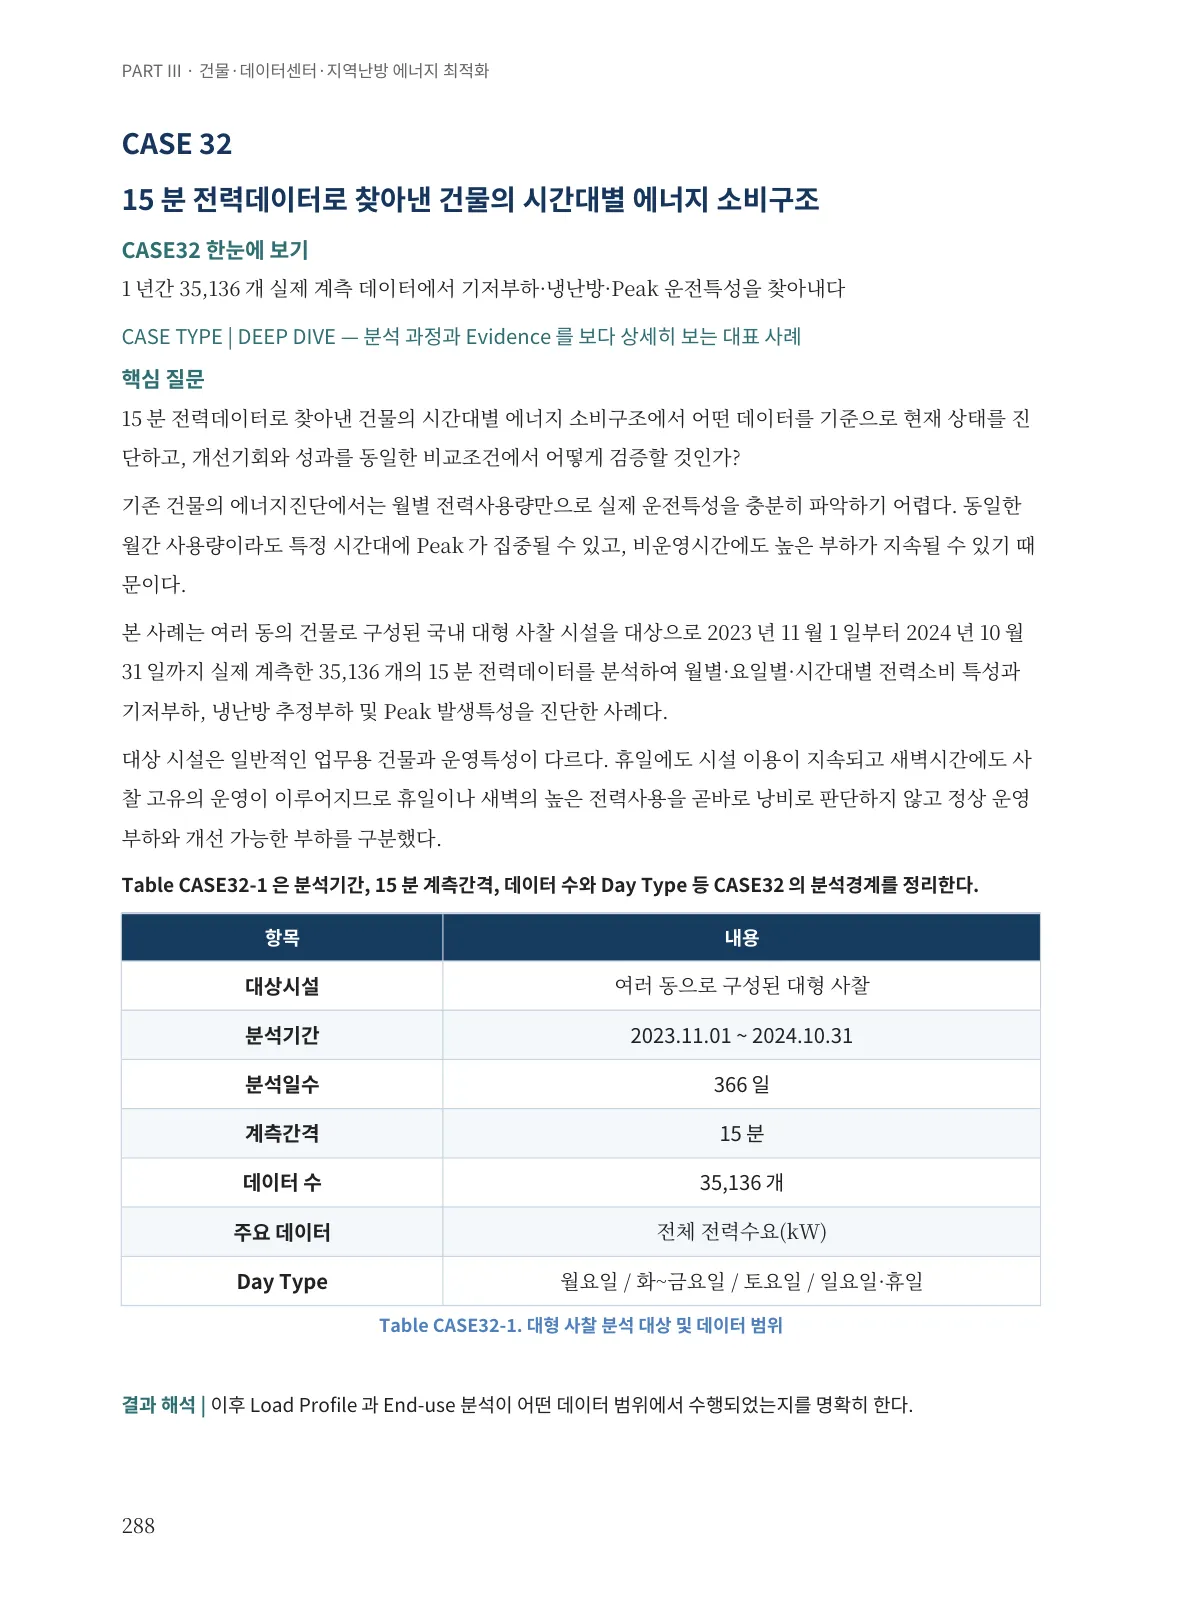 PART III · 건물·데이터센터·지역난방 에너지 최적화
CASE 32
15 분 전력데이터로 찾아낸 건물의 시간대별 에너지 소비구조
CASE32 한눈에 보기
1 년간 35,136 개 실제 계측 데이터에서 기저부하·냉난방·Peak 운전특성을 찾아내다
CASE TYPE | DEEP DIVE — 분석 과정과 Evidence 를 보다 상세히 보는 대표 사례
핵심 질문
15 분 전력데이터로 찾아낸 건물의 시간대별 에너지 소비구조에서 어떤 데이터를 기준으로 현재 상태를 진
단하고, 개선기회와 성과를 동일한 비교조건에서 어떻게 검증할 것인가?
기존 건물의 에너지진단에서는 월별 전력사용량만으로 실제 운전특성을 충분히 파악하기 어렵다. 동일한
월간 사용량이라도 특정 시간대에 Peak 가 집중될 수 있고, 비운영시간에도 높은 부하가 지속될 수 있기 때
문이다.
본 사례는 여러 동의 건물로 구성된 국내 대형 사찰 시설을 대상으로 2023 년 11 월 1 일부터 2024 년 10 월
31 일까지 실제 계측한 35,136 개의 15 분 전력데이터를 분석하여 월별·요일별·시간대별 전력소비 특성과
기저부하, 냉난방 추정부하 및 Peak 발생특성을 진단한 사례다.
대상 시설은 일반적인 업무용 건물과 운영특성이 다르다. 휴일에도 시설 이용이 지속되고 새벽시간에도 사
찰 고유의 운영이 이루어지므로 휴일이나 새벽의 높은 전력사용을 곧바로 낭비로 판단하지 않고 정상 운영
부하와 개선 가능한 부하를 구분했다.
Table CASE32-1 은 분석기간, 15 분 계측간격, 데이터 수와 Day Type 등 CASE32 의 분석경계를 정리한다.
항목 내용
대상시설 여러 동으로 구성된 대형 사찰
분석기간 2023.11.01 ~ 2024.10.31
분석일수 366 일
계측간격 15 분
데이터 수 35,136 개
주요 데이터 전체 전력수요(kW)
Day Type 월요일 / 화~금요일 / 토요일 / 일요일·휴일
Table CASE32-1. 대형 사찰 분석 대상 및 데이터 범위
결과 해석 | 이후 Load Profile 과 End-use 분석이 어떤 데이터 범위에서 수행되었는지를 명확히 한다.
288